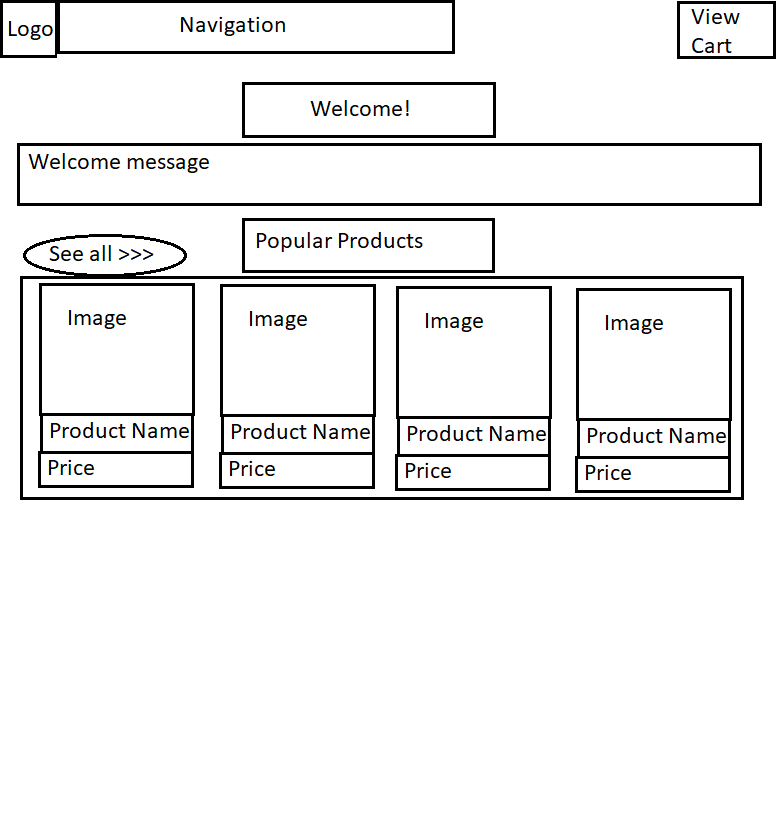 Logo
Navigation
View
Cart
Welcome!
Welcome message
Popular Products
See all >>>
Image
Image
Image
Image
Product Name
Product Name
Product Name
Product Name
Price
Price
Price
Price